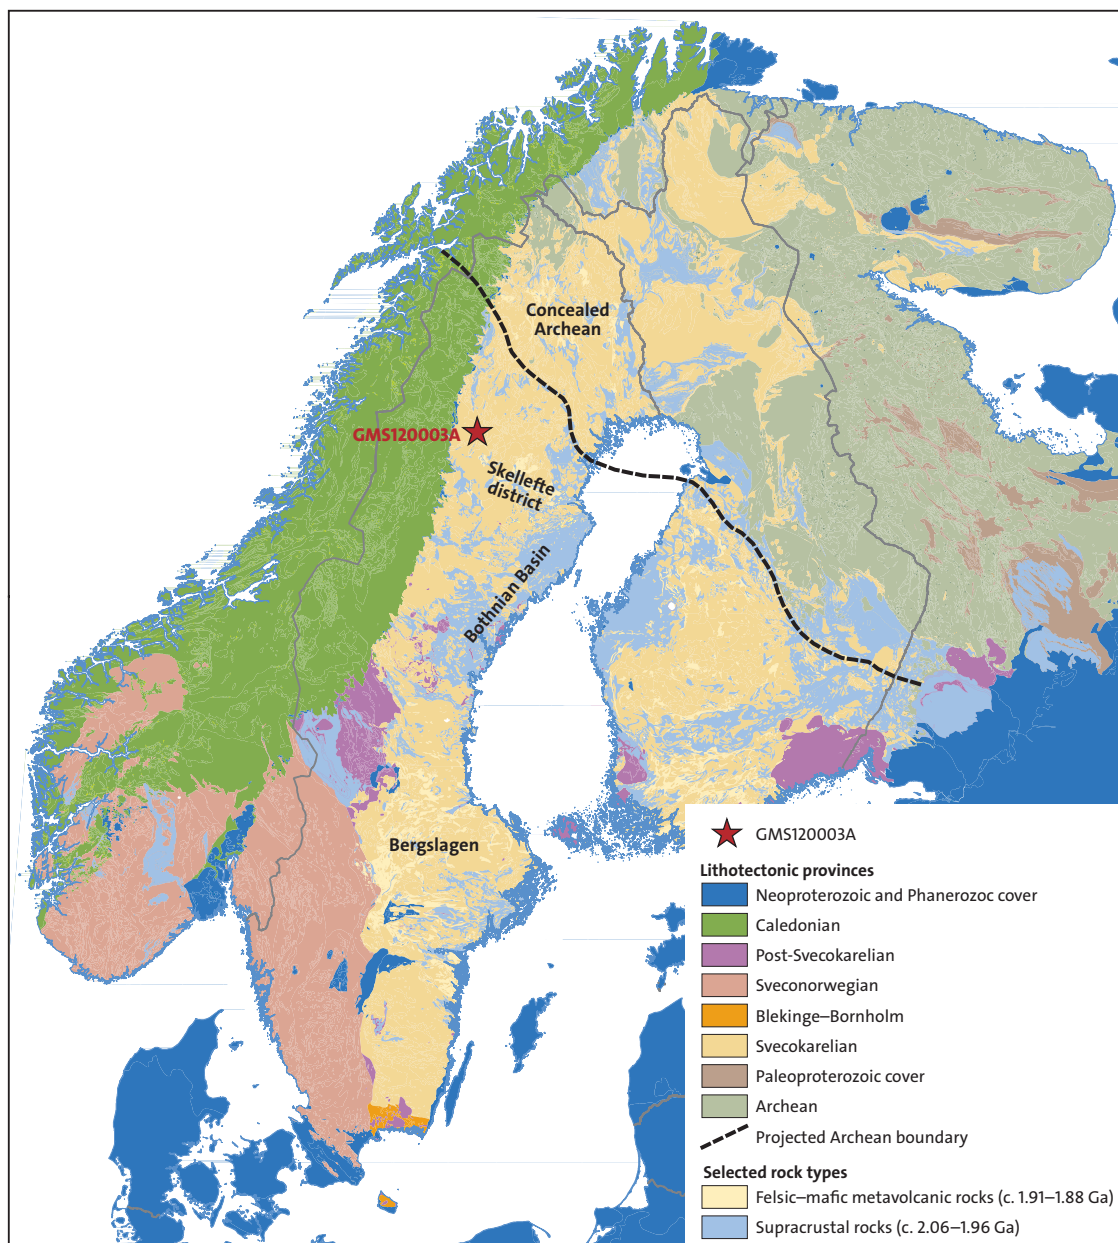 Concealed
Archean
GMS120003A
Skellefte
district
Bothnian Basin
Bergslagen
GMS120003A
Lithotectonic provinces
Neoproterozoic and Phanerozoc cover
Caledonian
Post-Svecokarelian
Sveconorwegian
Blekinge–Bornholm
Svecokarelian
Paleoproterozoic cover
Archean
Projected Archean boundary
Selected rock types
Felsic–mafic metavolcanic rocks (c. 1.91–1.88 Ga)
Supracrustal rocks (c. 2.06–1.96 Ga)